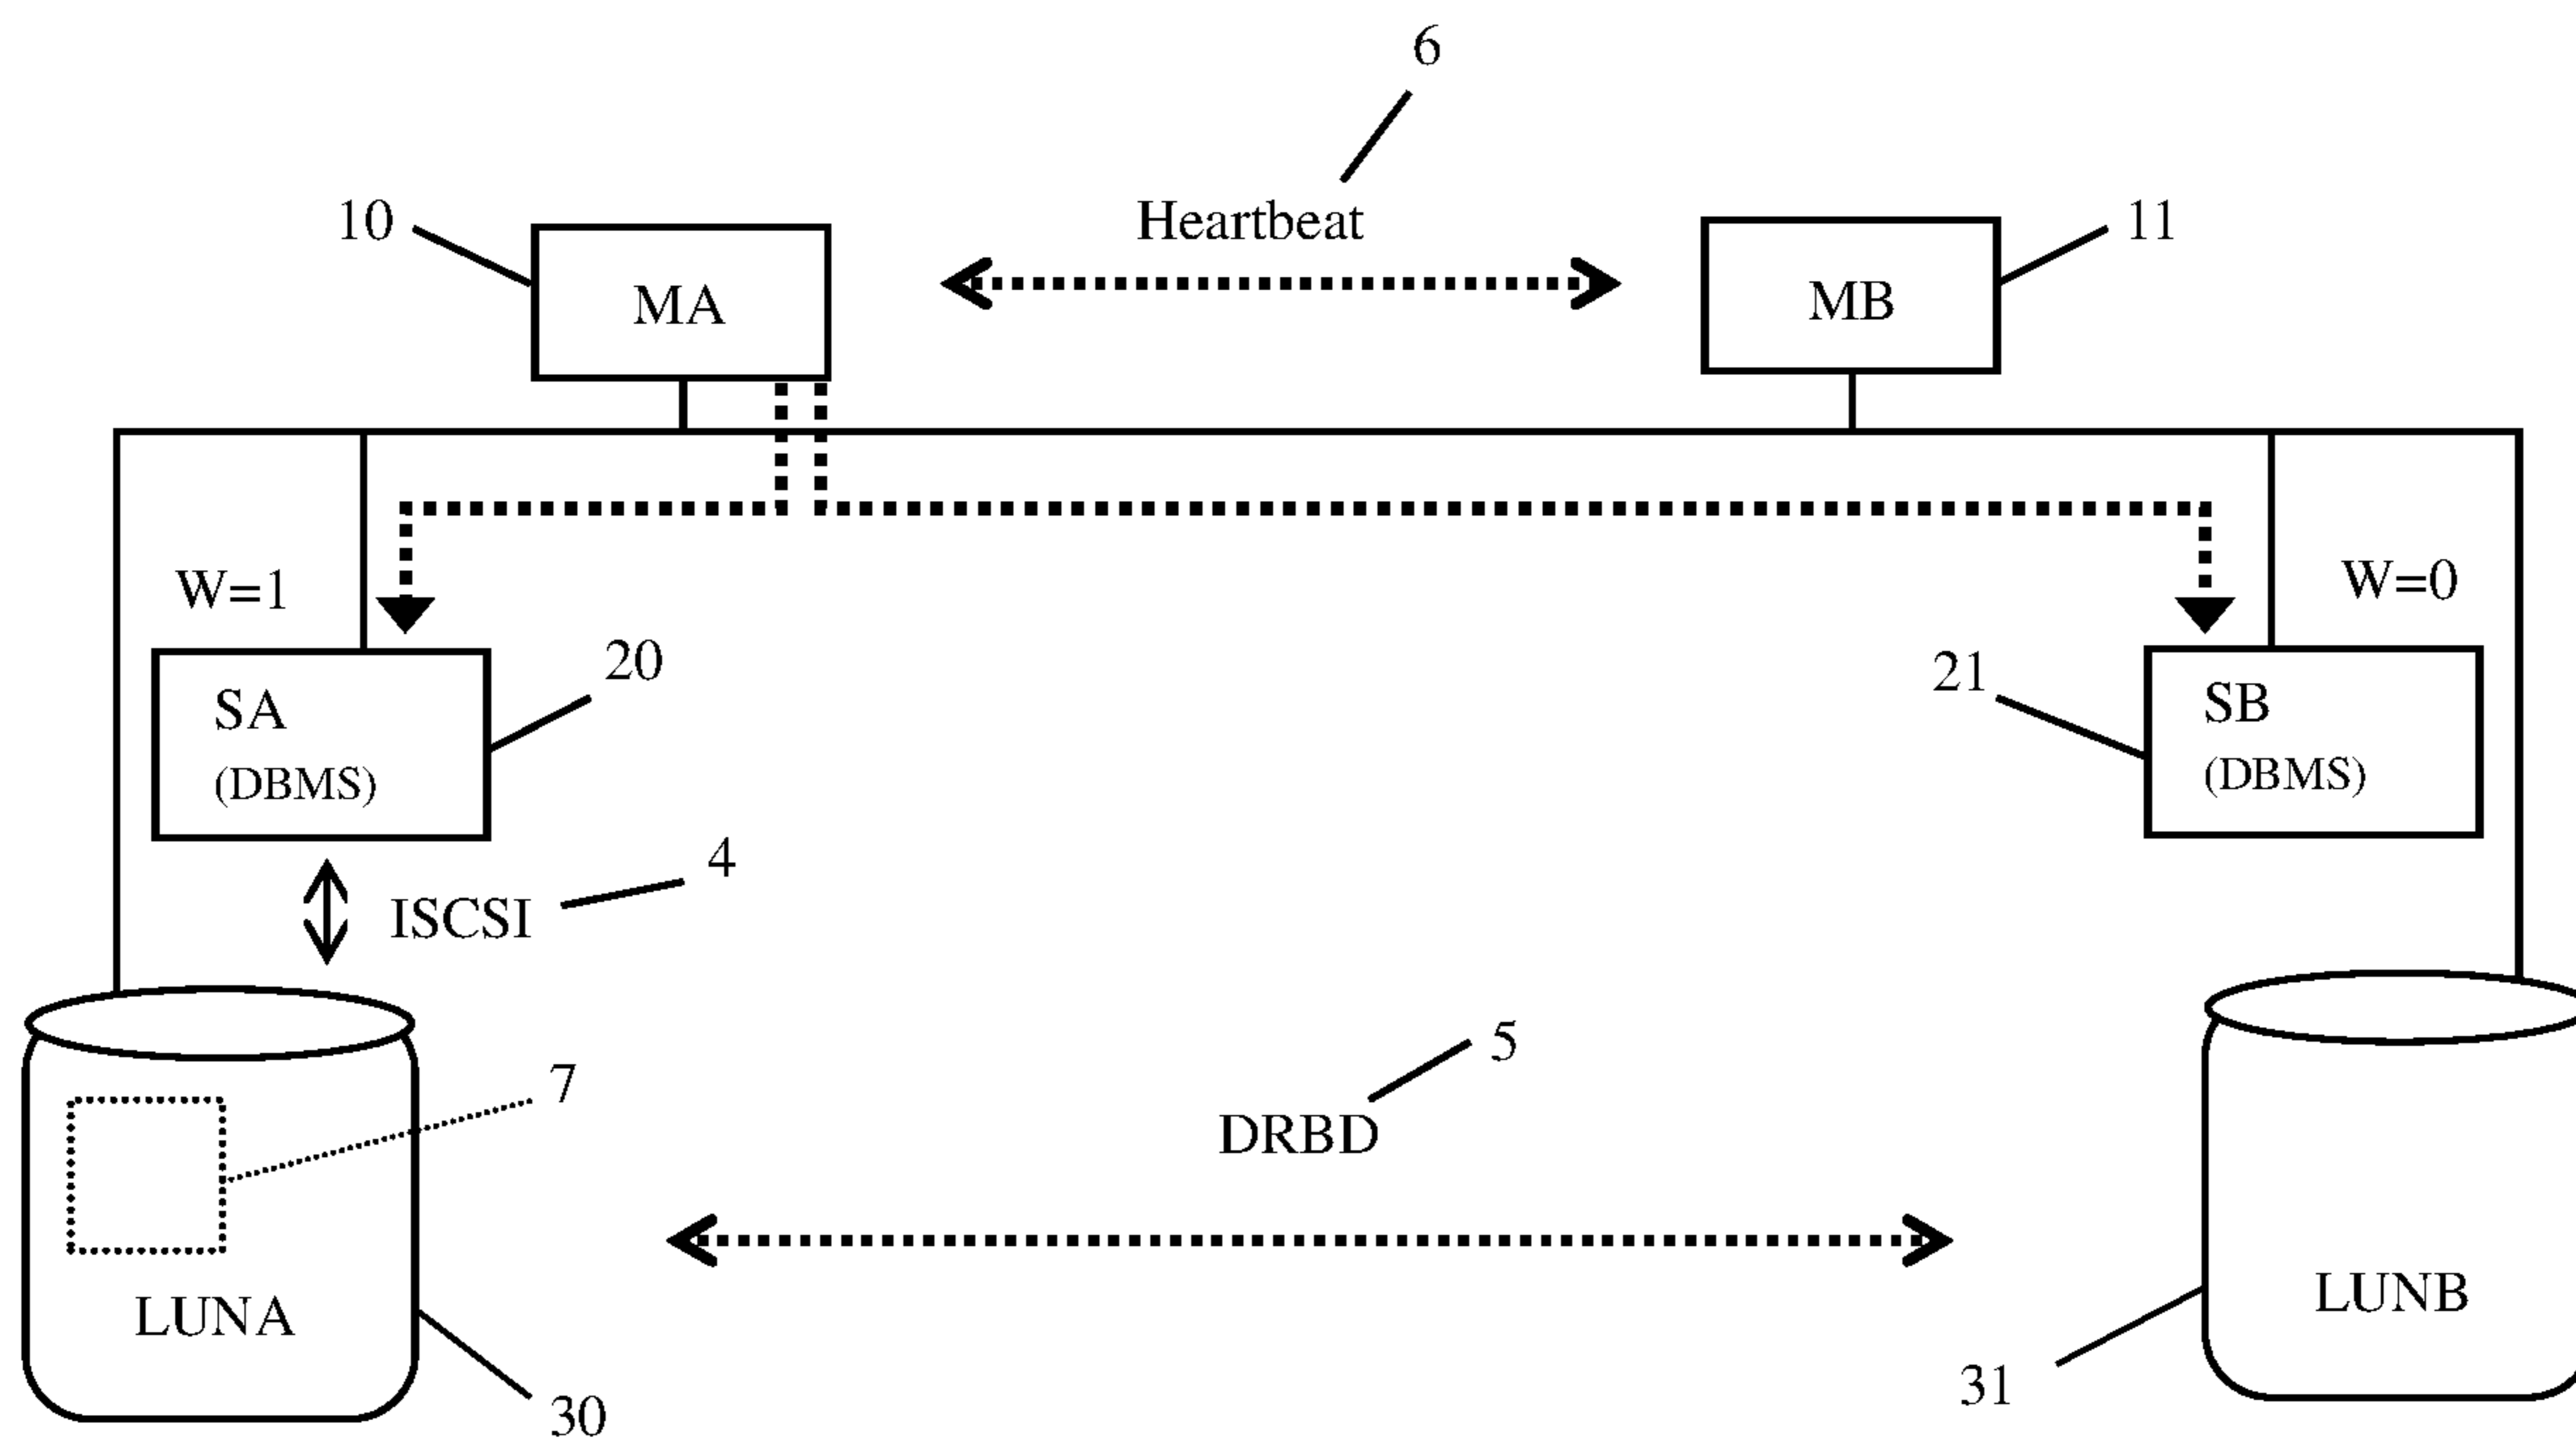 6
10
Heartbeat
11
MA
MB
W=1
W=0
20
21
SA
(DBMS)
SB
(DBMS)
4
ISCSI
5
7
DRBD
LUNA
LUNB
31
30